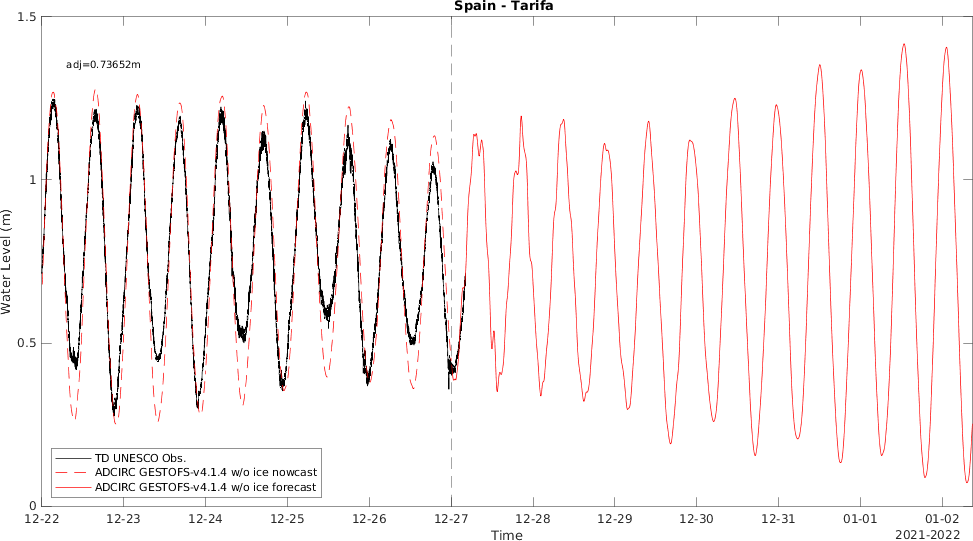 Spain - Tarifa
1.5
adj=0.73652m
1
Water Level (m)
0.5
TD UNESCO Obs.
ADCIRC GESTOFS-v4.1.4 w/o ice nowcast
ADCIRC GESTOFS-v4.1.4 w/o ice forecast
0
12-22 12-23 12-24 12-25 12-26 12-27 12-28 12-29 12-30 12-31 01-01 01-02
Time
2021-2022